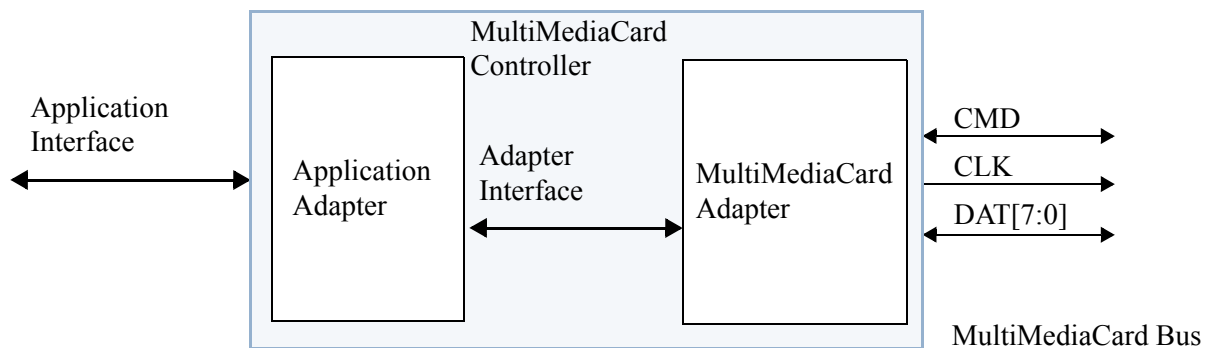 MultiMediaCard
Controller
Application
Interface
Application
Adapter
Adapter
Interface
MultiMediaCard
Adapter
CMD
CLK
DAT[7:0]
MultiMediaCard Bus